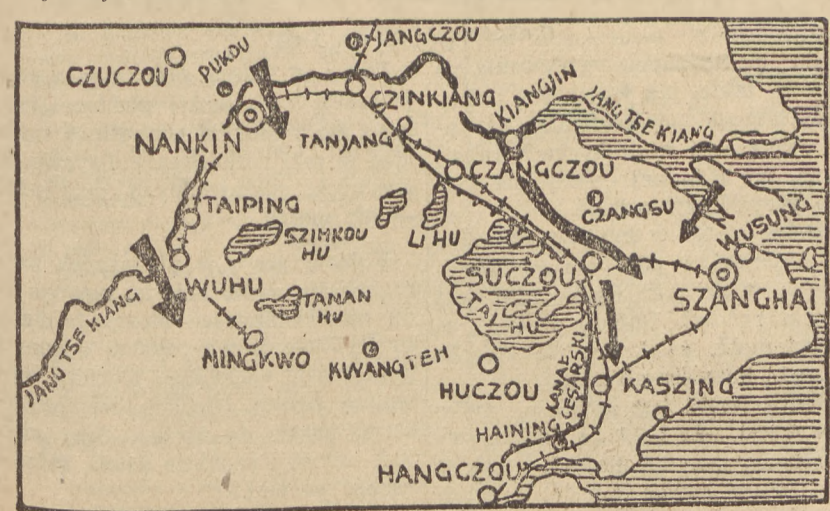 JANGCZOU
CZUCZOU
PUKOU
CZINKIANG
KIANGJIN
JANG TSE KIANG
NANKIN
TANJANG
CZANGCZOU
TAIPING
CZANGSU
WUSUNG
SZIMKOU
HU
LI HU
SUCZOU
WUHU
TAI HU
SZANGHAI
JANG TSE KIANG
TANAN
HU
NINGKWO
KWANGTEH
HUCZOU
KANAŁ
CESARSKI
KASZING
HAINING
HANGCZOU